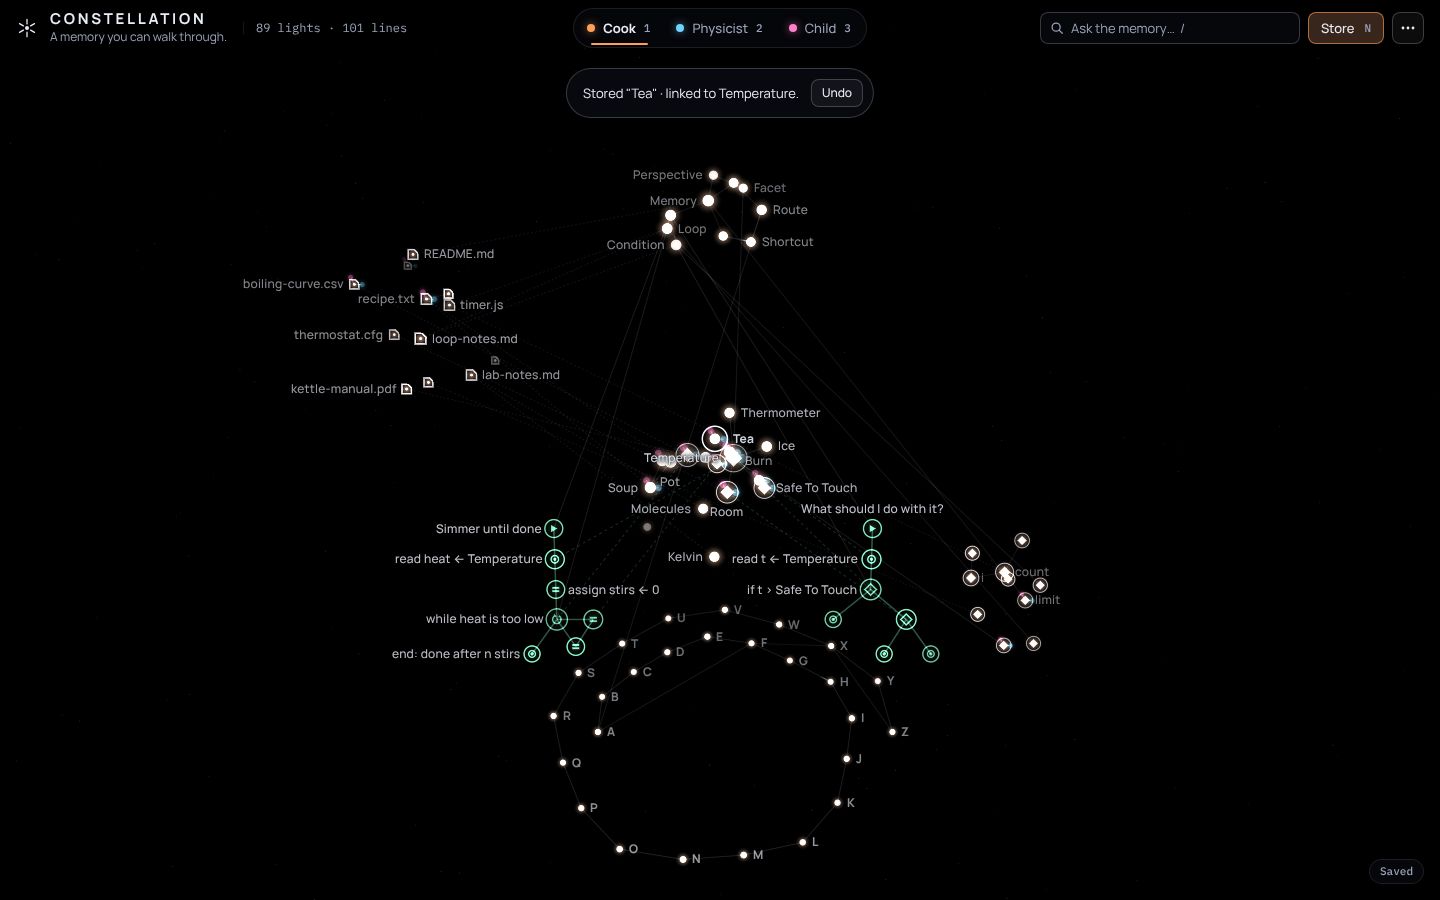 CONSTELLATION
A memory you can walk through.
89 lights · 101 lines
Cook 1
Physicist 2
Child 3
Ask the memory… /
Store N
Stored "Tea" · linked to Temperature.
Undo
Perspective
Facet
Memory
Route
Loop
Condition
Shortcut
README.md
boiling-curve.csv
recipe.txt
timer.js
thermostat.cfg
loop-notes.md
lab-notes.md
kettle-manual.pdf
Thermometer
Tea
Ice
Temperature
Burn
Soup
Pot
Safe To Touch
Molecules
Room
What should I do with it?
Simmer until done
Kelvin
read heat ← Temperature
read t ← Temperature
i
count
assign stirs ← 0
if t > Safe To Touch
limit
while heat is too low
end: done after n stirs
U
V
W
T
E
F
X
D
G
S
C
H
Y
B
R
A
I
Z
Q
J
P
K
O
N
M
L
Saved